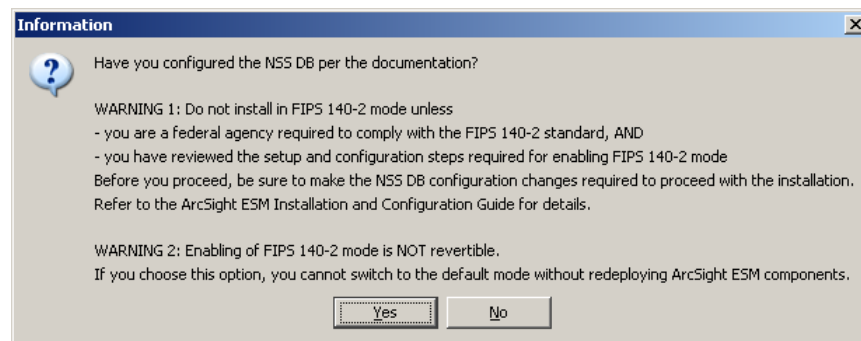 Information
Have you configured the NSS DB per the documentation?
WARNING 1: Do not install in FIPS 140-2 mode unless
- you are a federal agency required to comply with the FIPS 140-2 standard, AND
- you have reviewed the setup and configuration steps required for enabling FIPS 140-2 mode
Before you proceed, be sure to make the NSS DB configuration changes required to proceed with the installation.
Refer to the ArcSight ESM Installation and Configuration Guide for details.
WARNING 2: Enabling of FIPS 140-2 mode is NOT revertible.
If you choose this option, you cannot switch to the default mode without redeploying ArcSight ESM components.
Yes
No